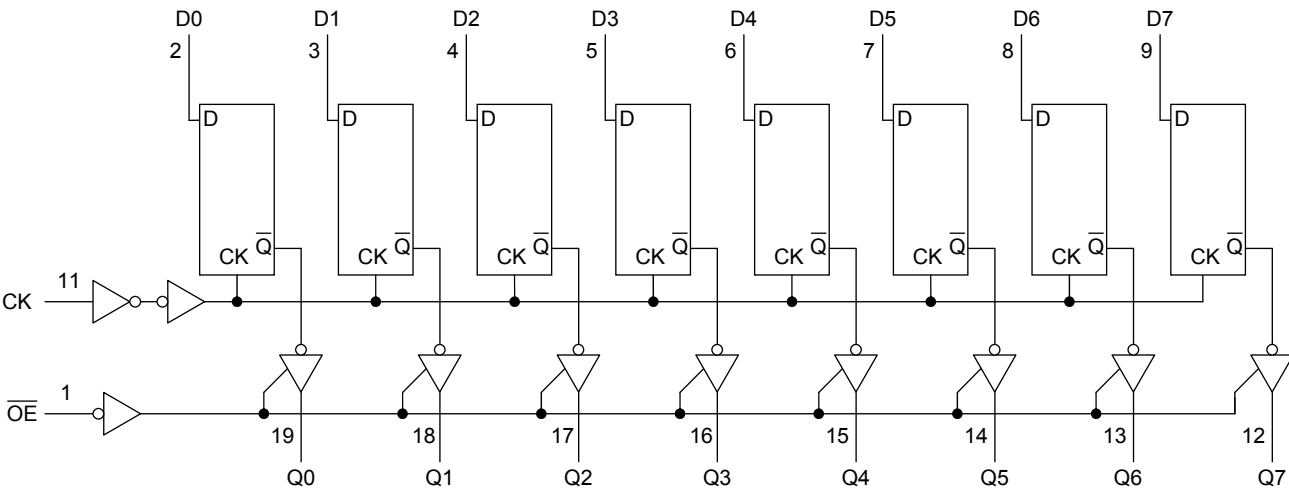 D0 D1 D2 D3 D4 D5 D6 D7
2 3 4 5 6 7 8 9
D D D D D D D D
Q̅ Q̅ Q̅ Q̅ Q̅ Q̅ Q̅ Q̅
CK CK CK CK CK CK CK CK
11
CK
1
O̅E̅
19 18 17 16 15 14 13 12
Q0 Q1 Q2 Q3 Q4 Q5 Q6 Q7